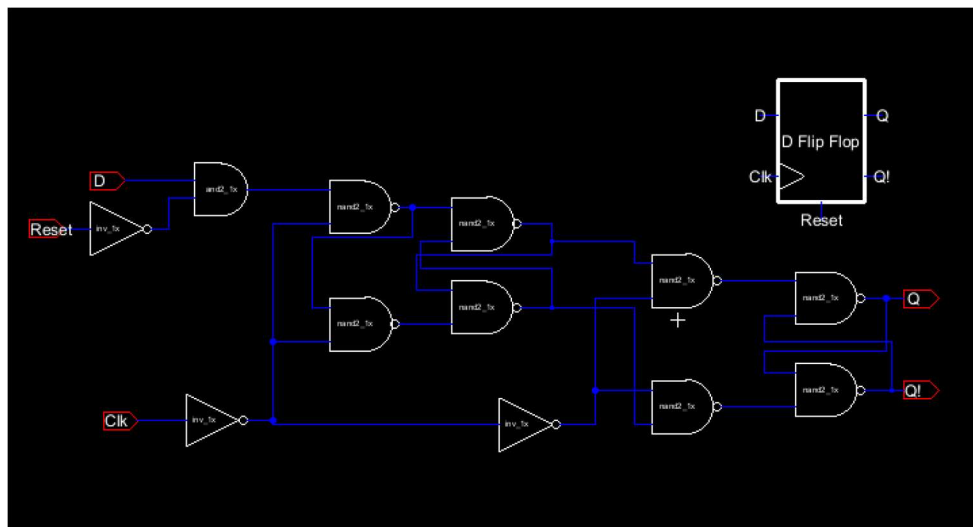 D
Q
D Flip Flop
Clk
Q!
Reset
D
and2_1x
Reset
inv_1x
nand2_1x
nand2_1x
nand2_1x
nand2_1x
nand2_1x
nand2_1x
Q
nand2_1x
nand2_1x
Q!
Clk
inv_1x
inv_1x